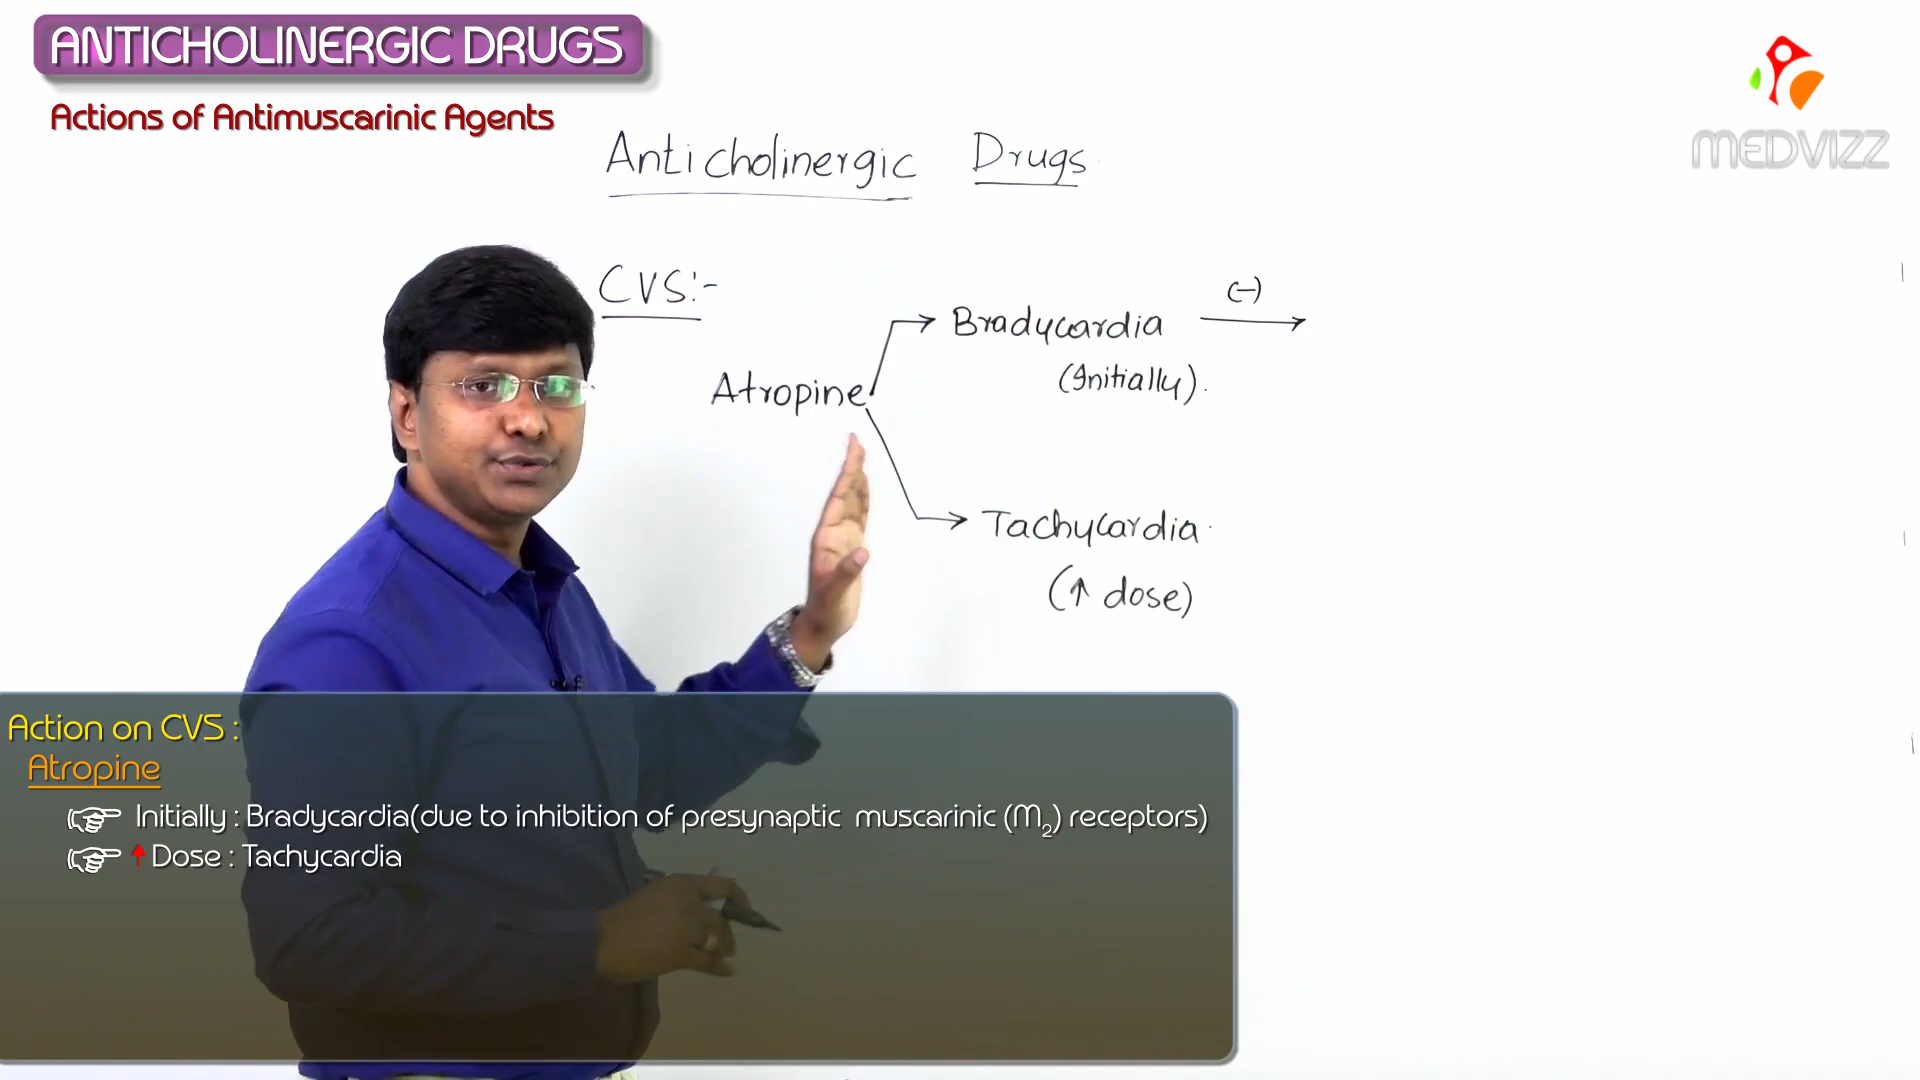 ANTICHOLINERGIC DRUGS
Actions of Antimuscarinic Agents
MEDVIZZ
Anticholinergic Drugs
CVS:-
Atropine
Bradycardia (-)
(Initially).
Tachycardia
(↑ dose)
Action on CVS :
Atropine
Initially : Bradycardia(due to inhibition of presynaptic muscarinic (M2) receptors)
↑ Dose : Tachycardia